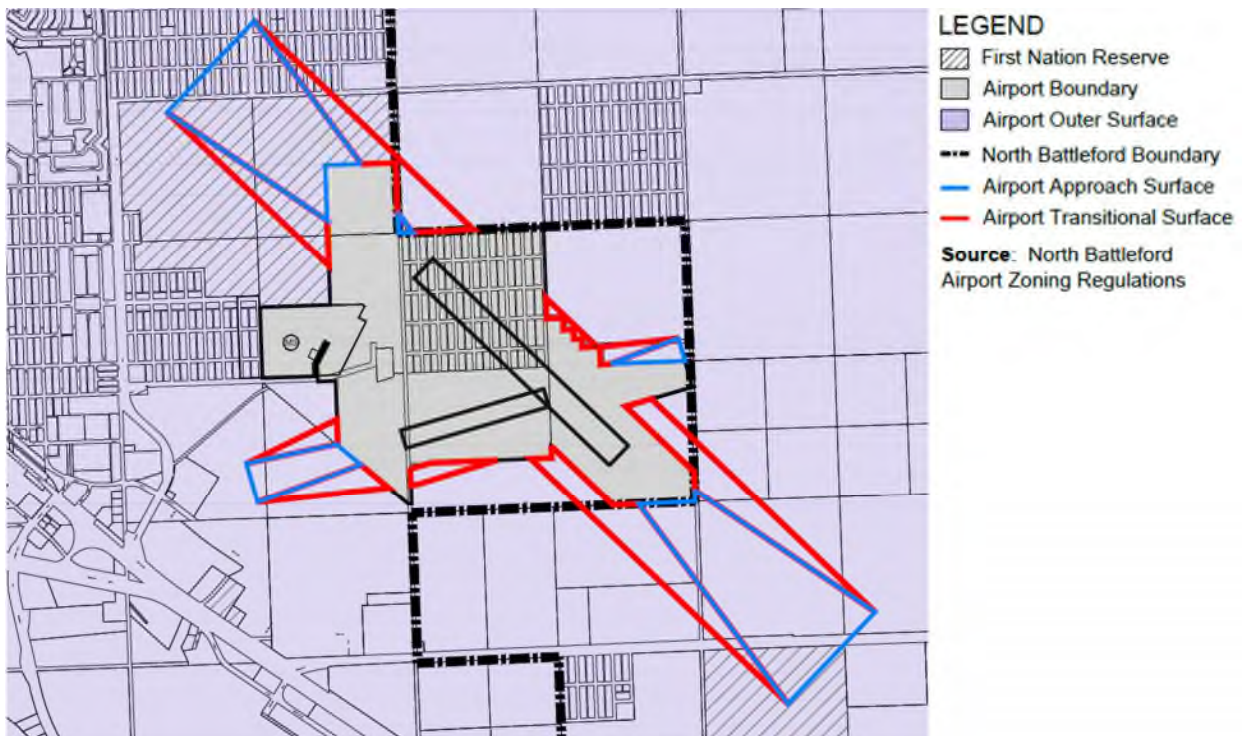 LEGEND
First Nation Reserve
Airport Boundary
Airport Outer Surface
North Battleford Boundary
Airport Approach Surface
Airport Transitional Surface
Source: North Battleford
Airport Zoning Regulations